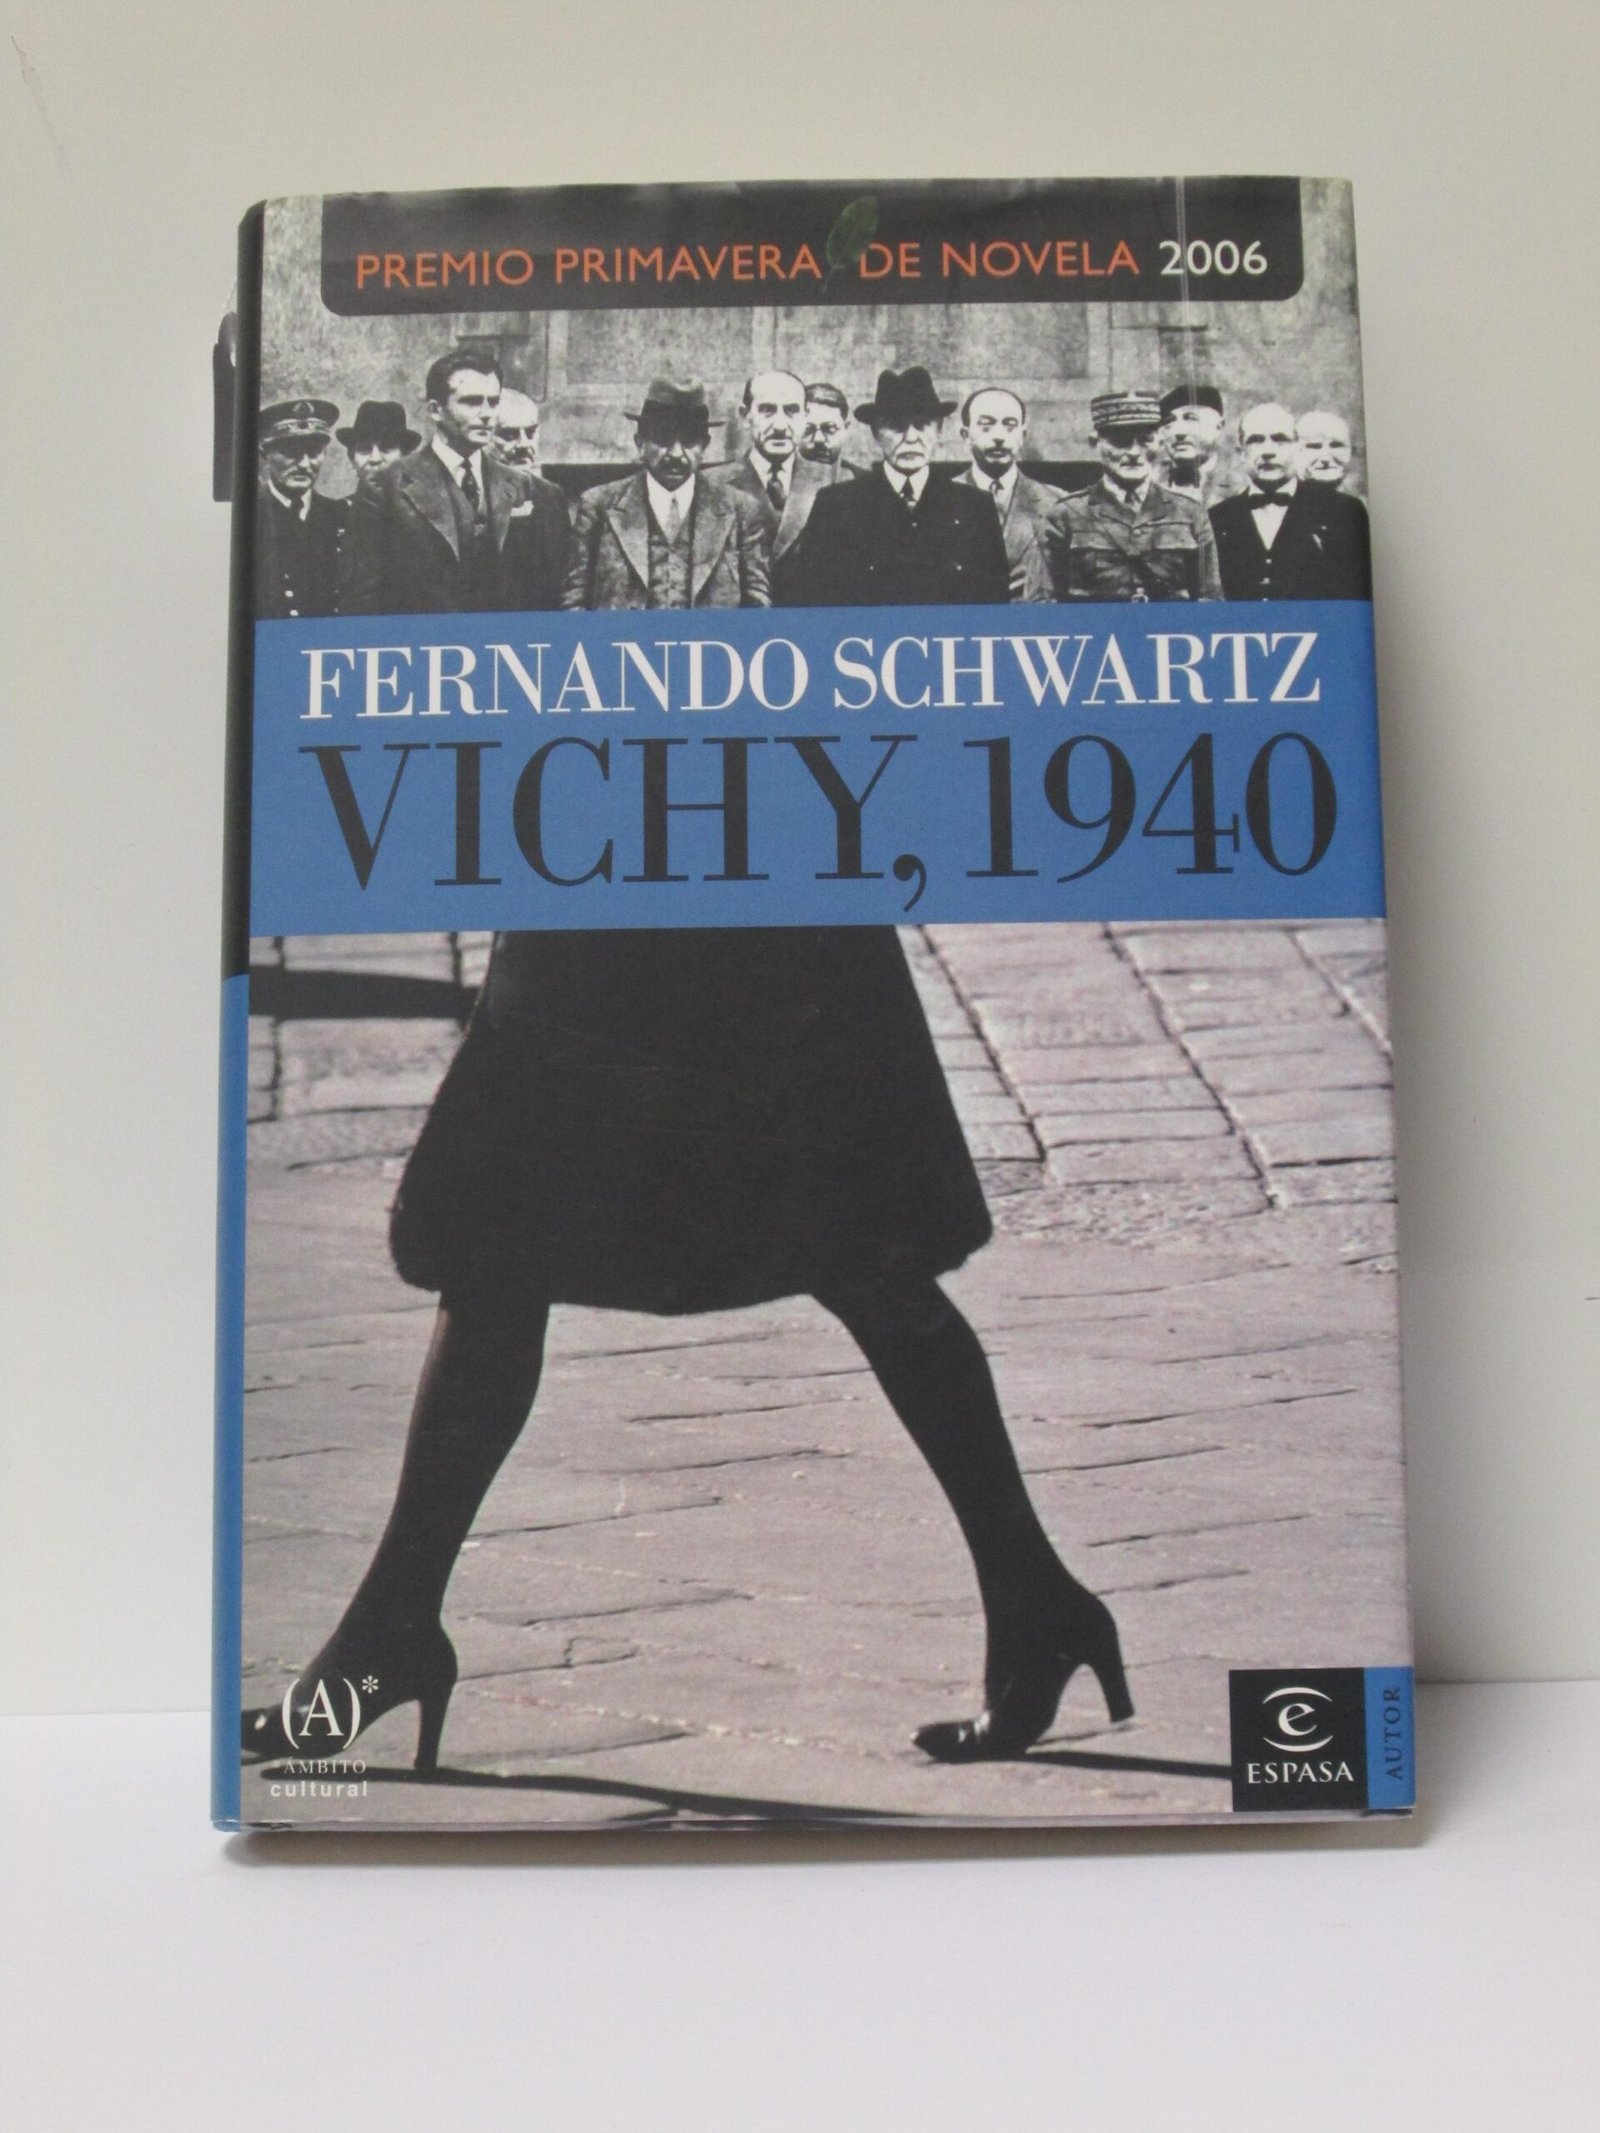 PREMIO PRIMAVERA DE NOVELA 2006
FERNANDO SCHWARTZ
VICHY, 1940
(A)*
*ÁMBITO
cultural
e
ESPASA
AUTOR